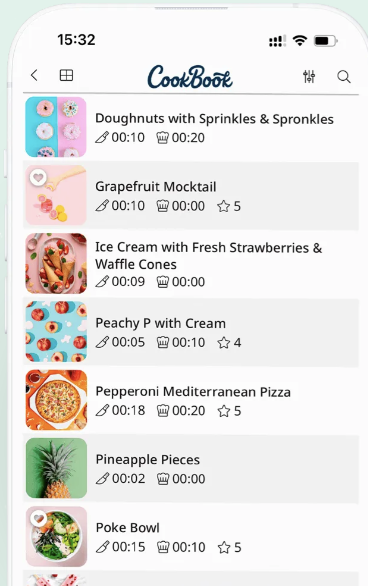 15:32
CookBook
Doughnuts with Sprinkles & Spronkles
00:10 00:20
Grapefruit Mocktail
00:10 00:00 5
Ice Cream with Fresh Strawberries &
Waffle Cones
00:09 00:00
Peachy P with Cream
00:05 00:10 4
Pepperoni Mediterranean Pizza
00:18 00:20 5
Pineapple Pieces
00:02 00:00
Poke Bowl
00:15 00:10 5